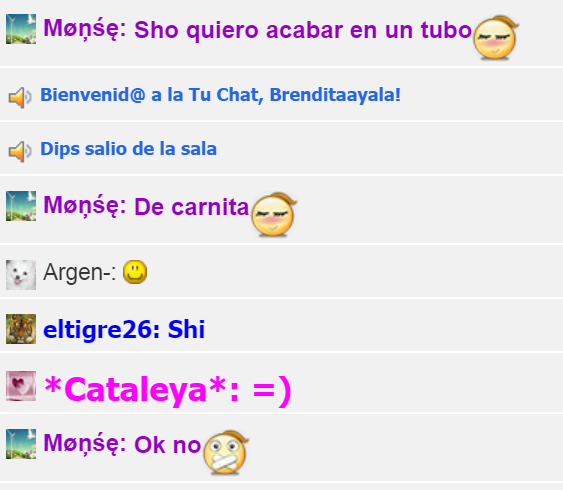 Møņśę: Sho quiero acabar en un tubo
Bienvenid@ a la Tu Chat, Brenditaayala!
Dips salio de la sala
Møņśę: De carnita
Argen-:
eltigre26: Shi
*Cataleya*: =)
Møņśę: Ok no